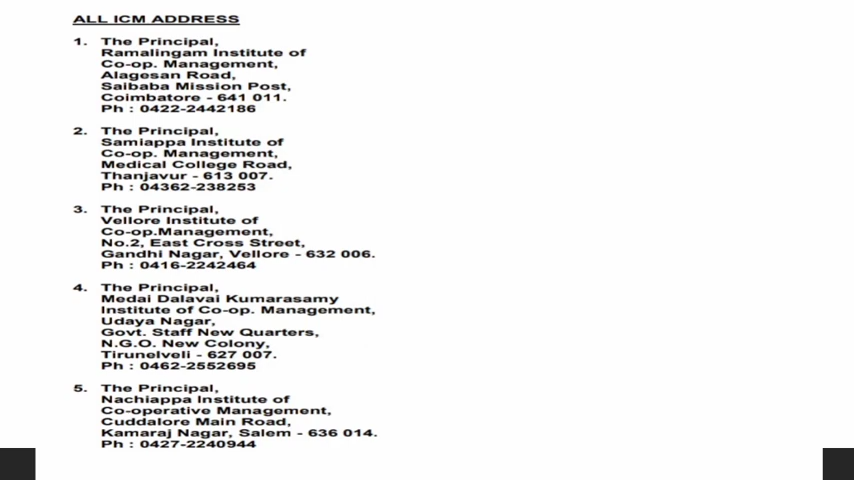 ALL ICM ADDRESS
1. The Principal,
Ramalingam Institute of
Co-op. Management,
Alagesan Road,
Saibaba Mission Post,
Coimbatore - 641 011.
Ph : 0422-2442186
2. The Principal,
Samiappa Institute of
Co-op. Management,
Medical College Road,
Thanjavur - 613 007.
Ph : 04362-238253
3. The Principal,
Vellore Institute of
Co-op.Management,
No.2, East Cross Street,
Gandhi Nagar, Vellore - 632 006.
Ph : 0416-2242464
4. The Principal,
Medai Dalavai Kumarasamy
Institute of Co-op. Management,
Udaya Nagar,
Govt. Staff New Quarters,
N.G.O. New Colony,
Tirunelveli - 627 007.
Ph : 0462-2552695
5. The Principal,
Nachiappa Institute of
Co-operative Management,
Cuddalore Main Road,
Kamaraj Nagar, Salem - 636 014.
Ph : 0427-2240944